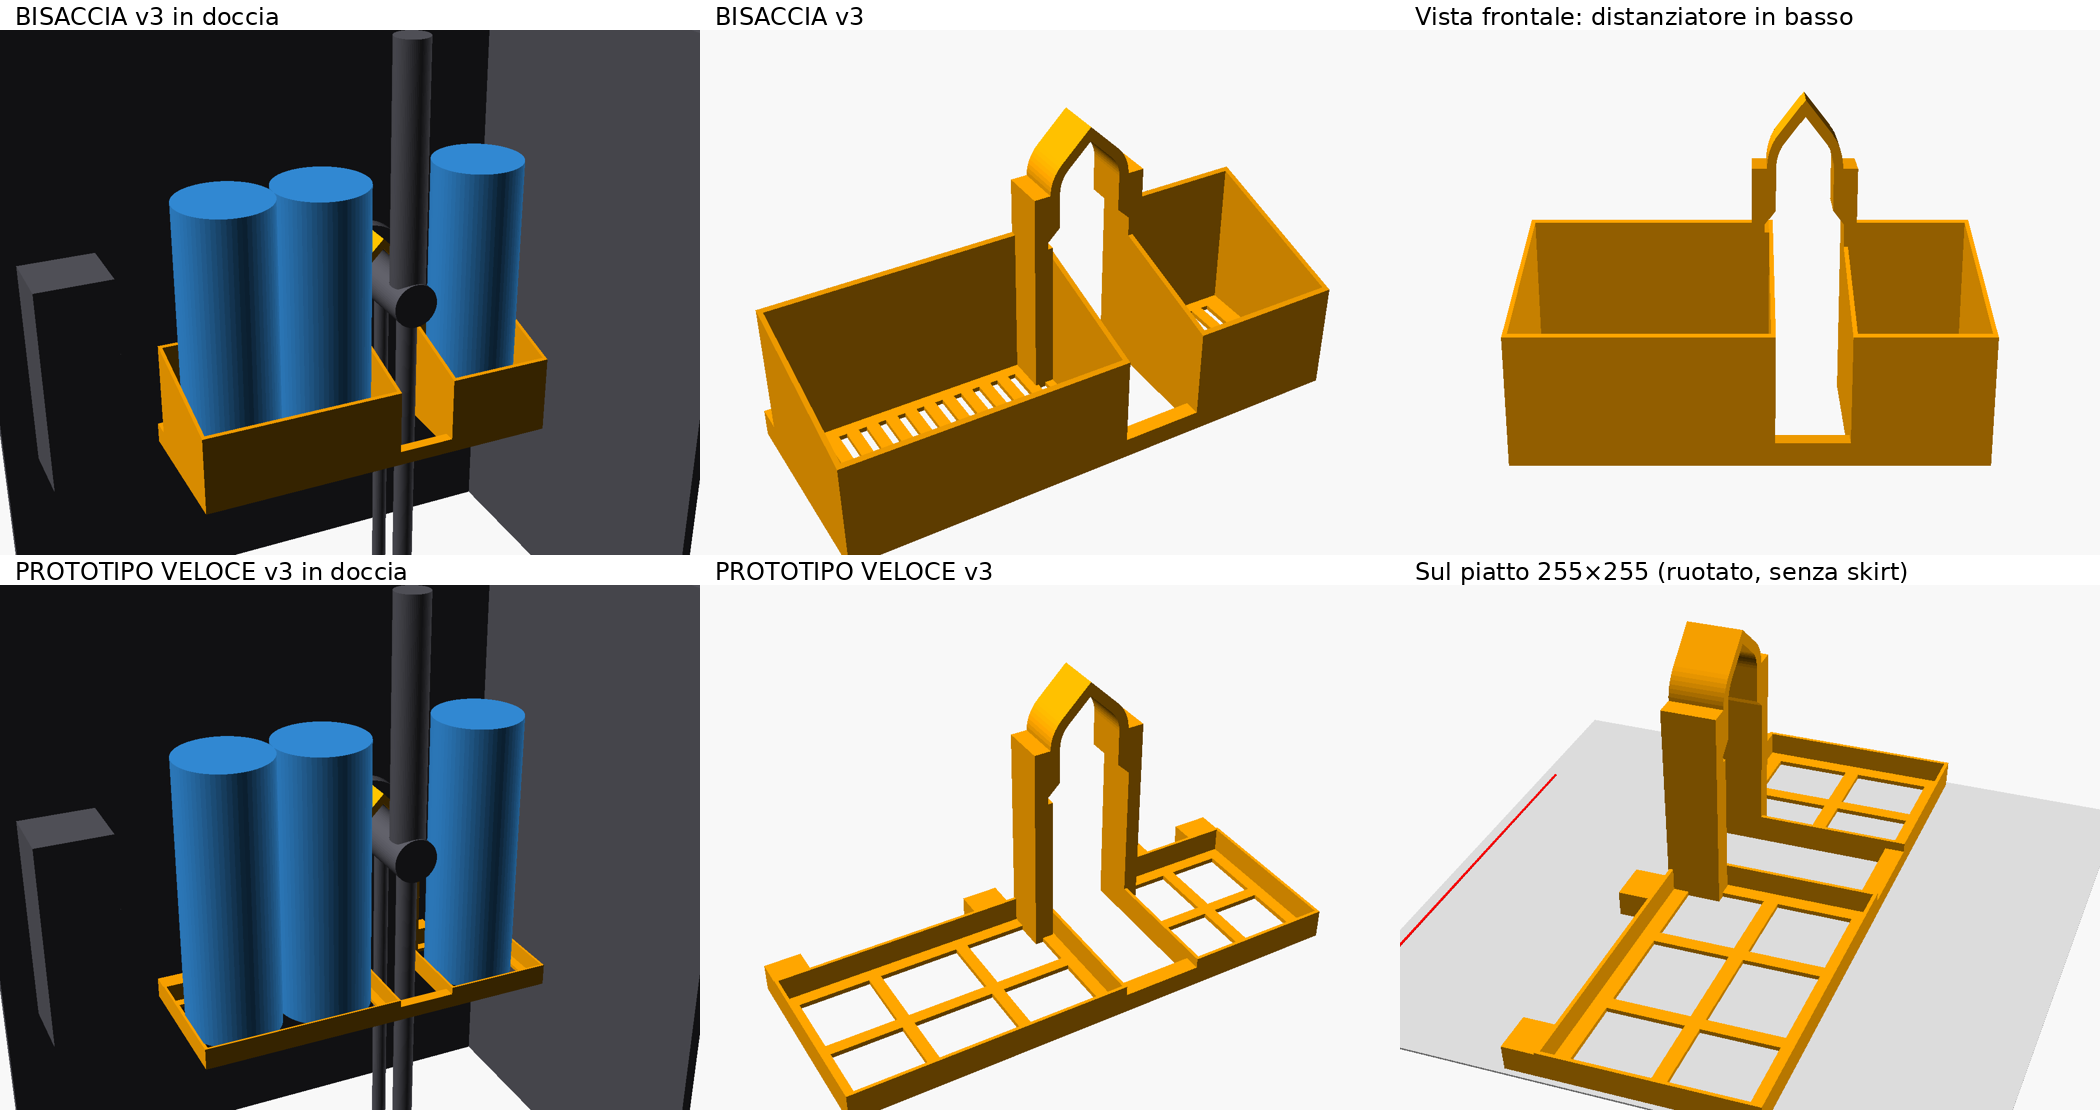 BISACCIA v3 in doccia
BISACCIA v3
Vista frontale: distanziatore in basso
PROTOTIPO VELOCE v3 in doccia
PROTOTIPO VELOCE v3
Sul piatto 255×255 (ruotato, senza skirt)